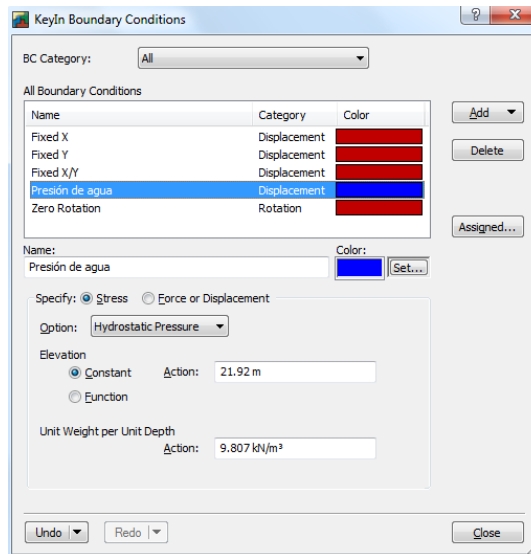 KeyIn Boundary Conditions
BC Category: All
All Boundary Conditions
Name Category Color
Fixed X Displacement
Fixed Y Displacement
Fixed X/Y Displacement
Presión de agua Displacement
Zero Rotation Rotation
Add
Delete
Assigned...
Name: Color:
Presión de agua Set...
Specify: Stress Force or Displacement
Option: Hydrostatic Pressure
Elevation
Constant Action: 21.92 m
Function
Unit Weight per Unit Depth
Action: 9.807 kN/m³
Undo Redo Close